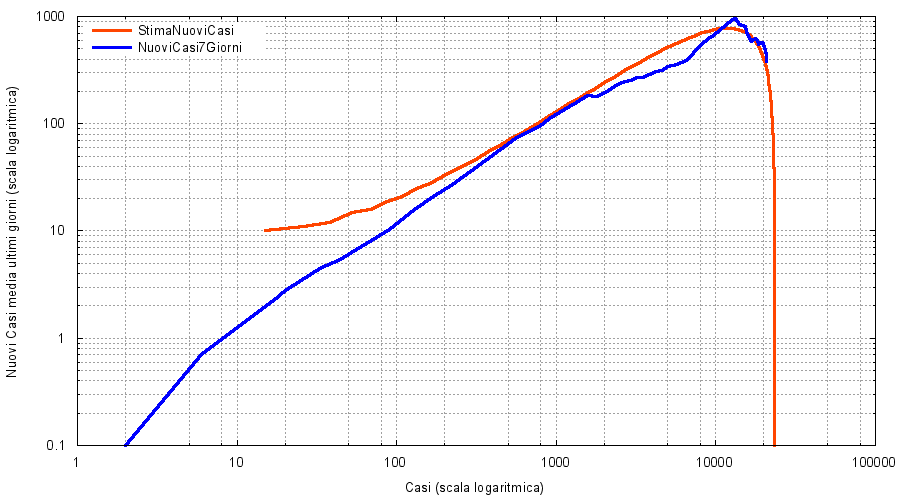 1000
StimaNuoviCasi
NuoviCasi7Giorni
100
10
1
0.1
Nuovi Casi media ultimi giorni (scala logaritmica)
1 10 100 1000 10000 100000
Casi (scala logaritmica)